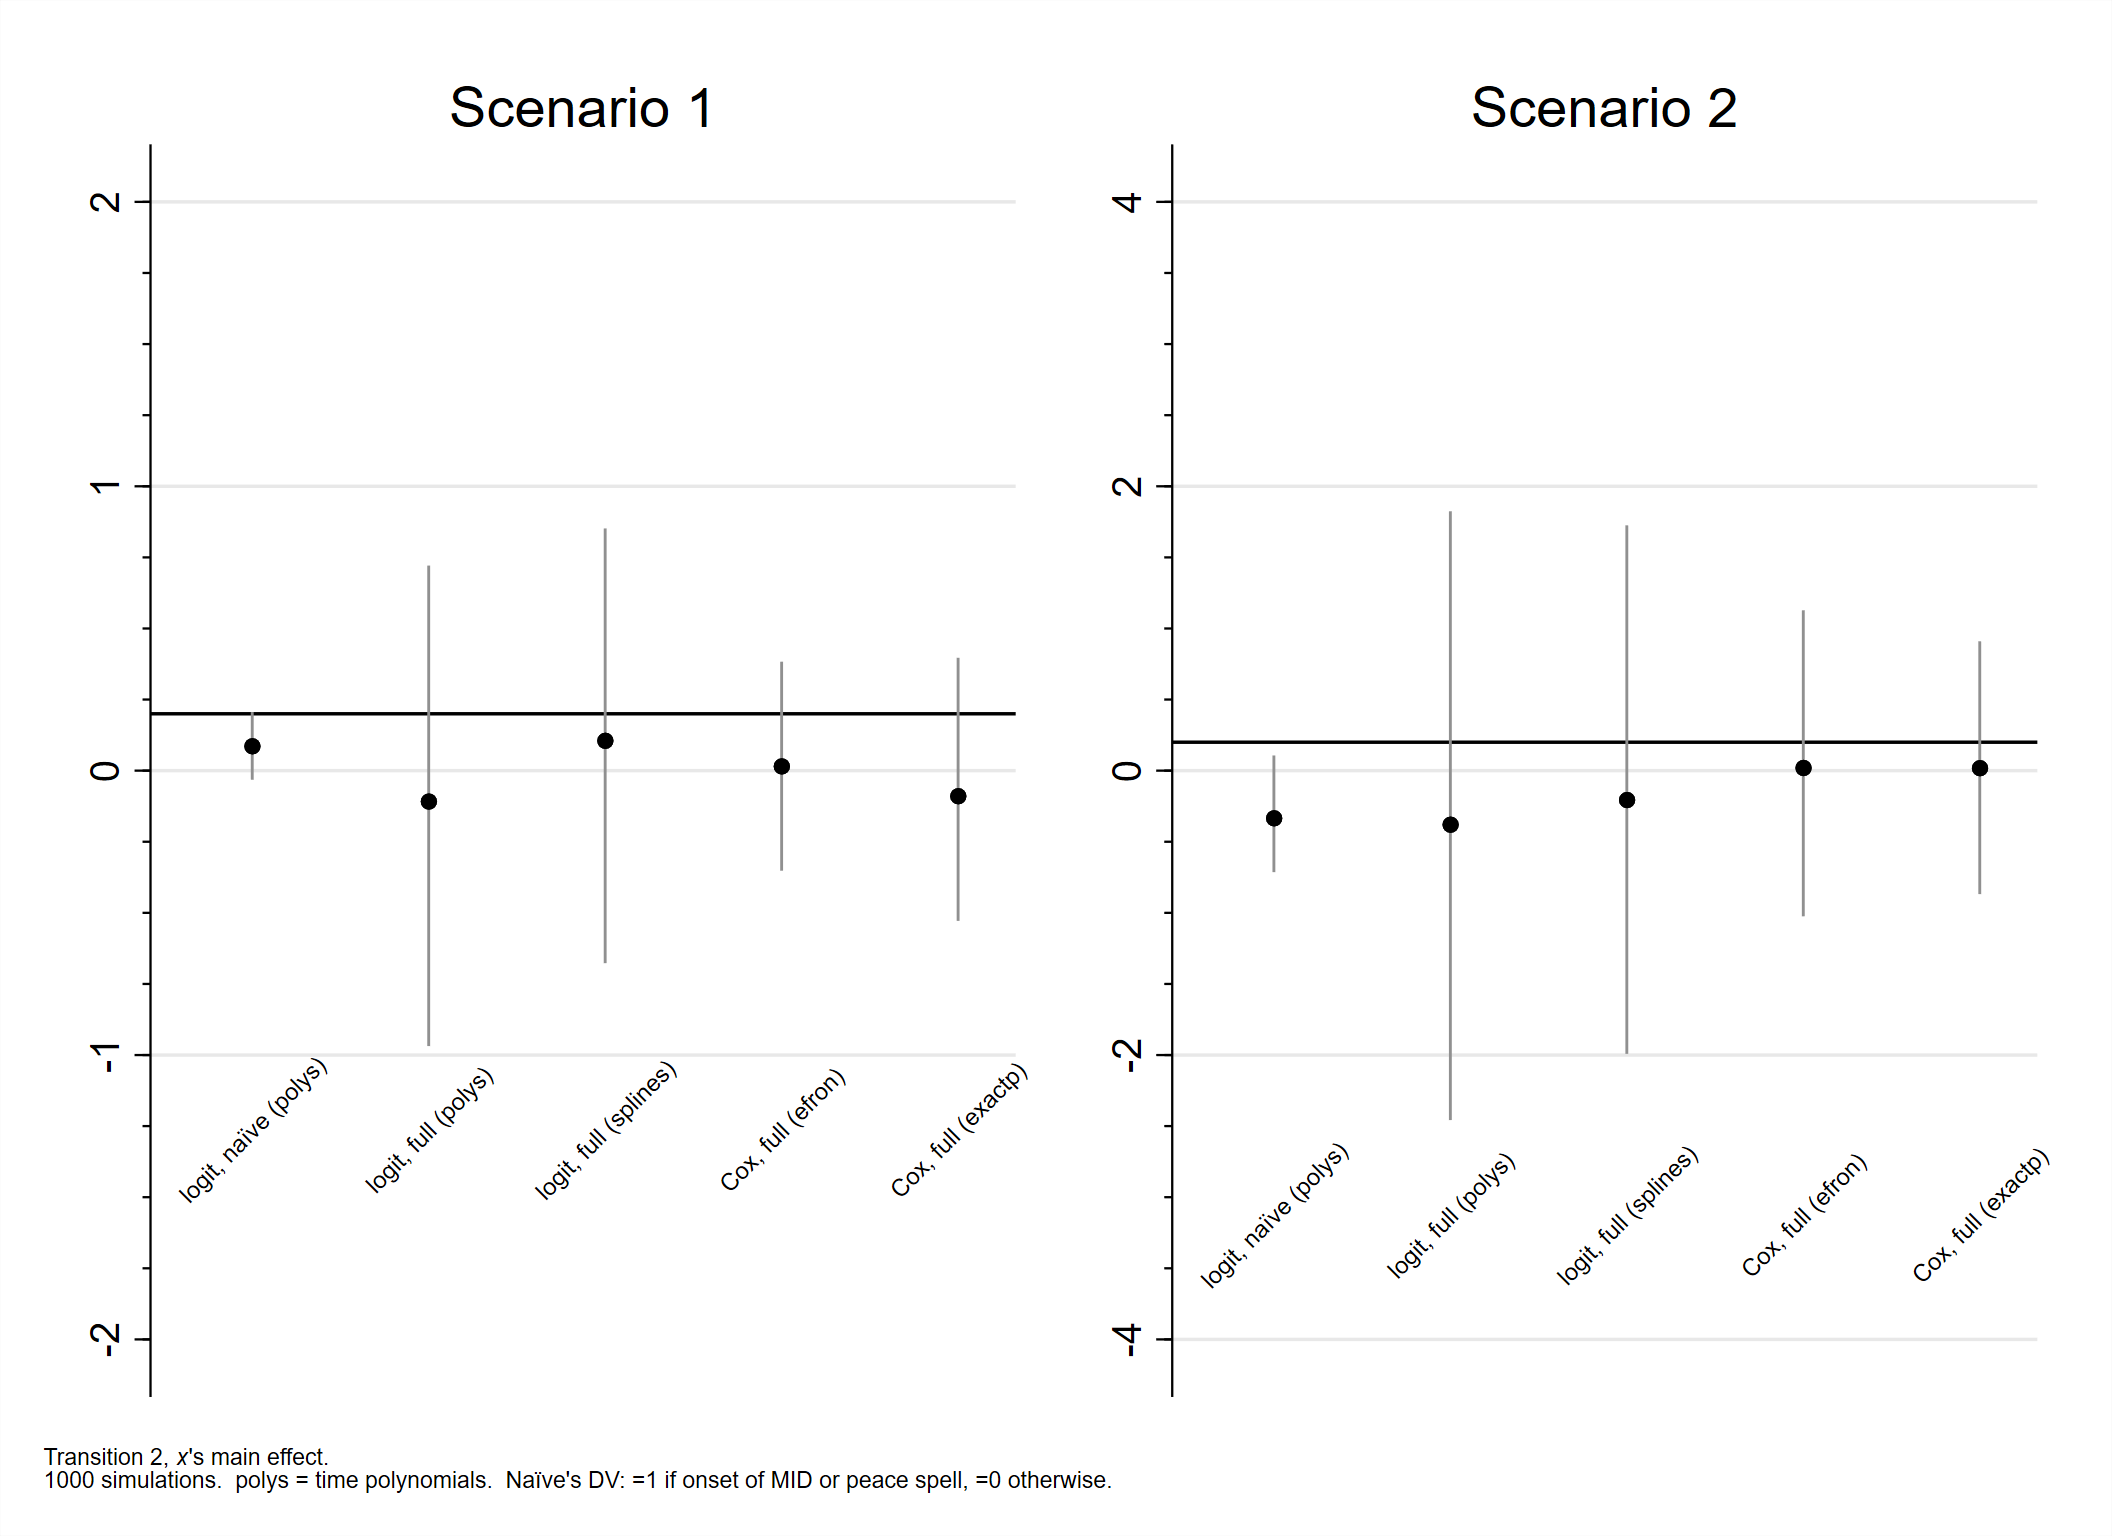 Scenario 1
2
1
0
-1
-2
logit, naïve (polys)
logit, full (polys)
logit, full (splines)
Cox, full (efron)
Cox, full (exactp)
Scenario 2
4
2
0
-2
-4
logit, naïve (polys)
logit, full (polys)
logit, full (splines)
Cox, full (efron)
Cox, full (exactp)
Transition 2, x's main effect.
1000 simulations.  polys = time polynomials.  Naïve's DV: =1 if onset of MID or peace spell, =0 otherwise.